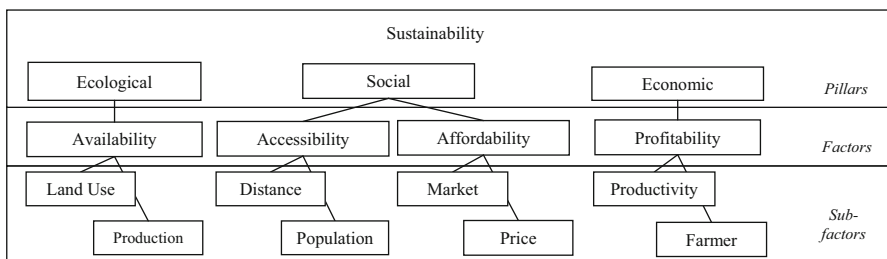 Sustainability
Ecological Social Economic Pillars
Availability Accessibility Affordability Profitability Factors
Land Use Distance Market Productivity
Production Population Price Farmer Sub-
factors